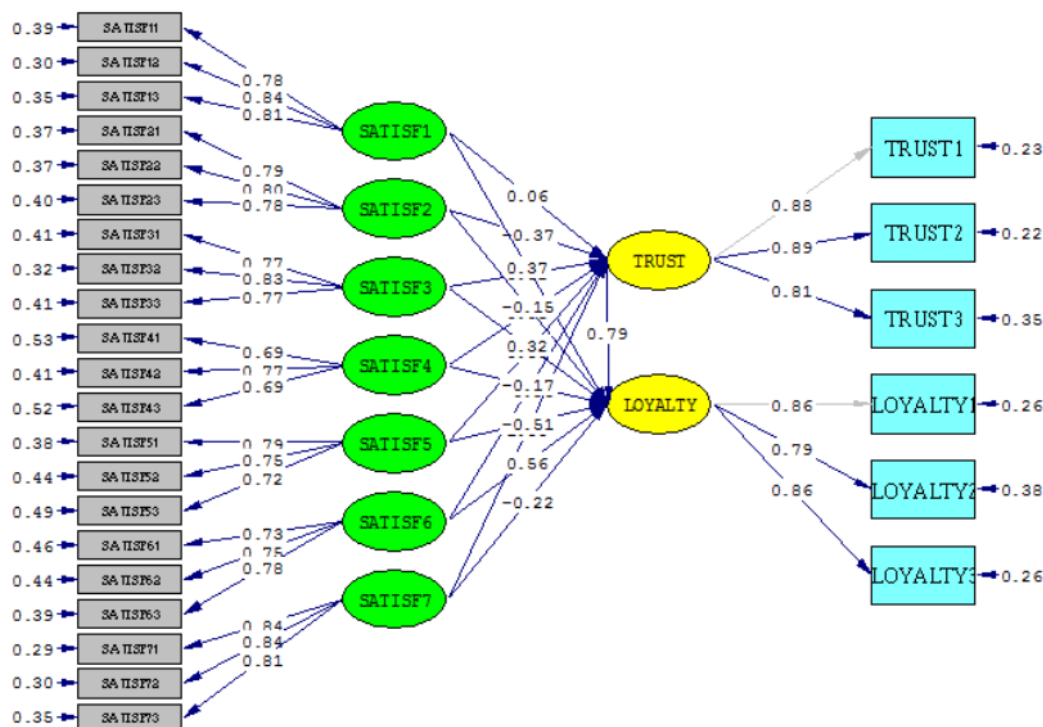 0.39 SATISF11
0.30 SATISF12
0.35 SATISF13
0.37 SATISF21
0.37 SATISF22
0.40 SATISF23
0.41 SATISF31
0.32 SATISF32
0.41 SATISF33
0.53 SATISF41
0.41 SATISF42
0.52 SATISF43
0.38 SATISF51
0.44 SATISF52
0.49 SATISF53
0.46 SATISF61
0.44 SATISF62
0.39 SATISF63
0.29 SATISF71
0.30 SATISF72
0.35 SATISF73
0.78
0.84
0.81
0.79
0.80
0.78
0.77
0.83
0.77
0.69
0.77
0.69
0.79
0.75
0.72
0.73
0.75
0.78
0.84
0.84
0.81
SATISF1
SATISF2
SATISF3
SATISF4
SATISF5
SATISF6
SATISF7
0.06
-0.37
0.37
-0.15
0.32
0.79
-0.17
-0.51
0.56
-0.22
TRUST
LOYALTY
0.88
0.89
0.81
0.86
0.79
0.86
TRUST1 0.23
TRUST2 0.22
TRUST3 0.35
LOYALTY1 0.26
LOYALTY2 0.38
LOYALTY3 0.26